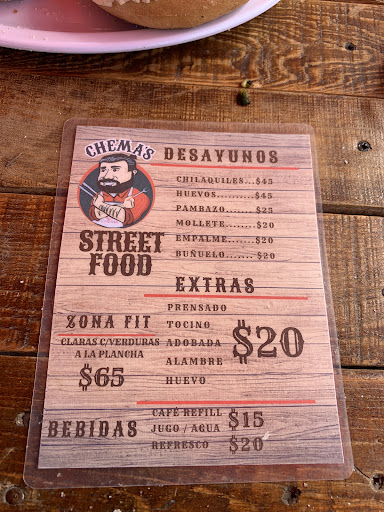 CHEMA'S
STREET
FOOD
DESAYUNOS
CHILAQUILES...$45
HUEVOS.........$45
PAMBAZO........$25
MOLLETE........$20
EMPALME.......$20
BUÑUELO.......$20
EXTRAS
PRENSADO
TOCINO
ADOBADA
ALAMBRE
HUEVO
$20
ZONA FIT
CLARAS C/VERDURAS
A LA PLANCHA
$65
BEBIDAS
CAFÉ REFILL
JUGO / AGUA
$15
REFRESCO
$20